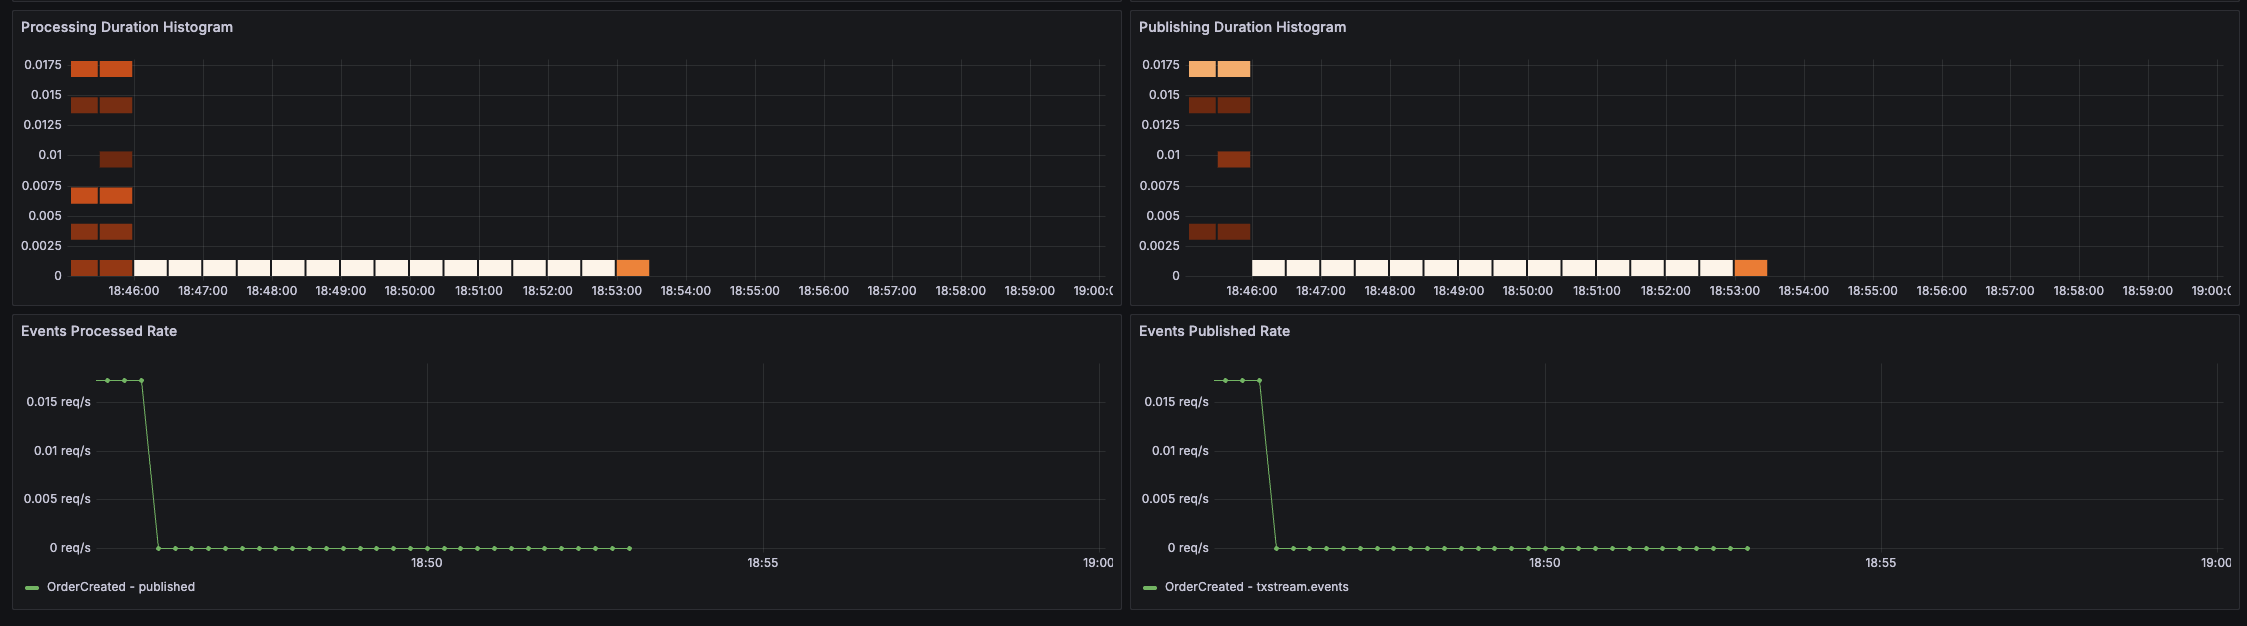 Processing Duration Histogram
0.0175
0.015
0.0125
0.01
0.0075
0.005
0.0025
0
18:46:00 18:47:00 18:48:00 18:49:00 18:50:00 18:51:00 18:52:00 18:53:00 18:54:00 18:55:00 18:56:00 18:57:00 18:58:00 18:59:00 19:00:0
Publishing Duration Histogram
0.0175
0.015
0.0125
0.01
0.0075
0.005
0.0025
0
18:46:00 18:47:00 18:48:00 18:49:00 18:50:00 18:51:00 18:52:00 18:53:00 18:54:00 18:55:00 18:56:00 18:57:00 18:58:00 18:59:00 19:00:0
Events Processed Rate
0.015 req/s
0.01 req/s
0.005 req/s
0 req/s
18:50 18:55 19:00
OrderCreated - published
Events Published Rate
0.015 req/s
0.01 req/s
0.005 req/s
0 req/s
18:50 18:55 19:00
OrderCreated - txstream.events